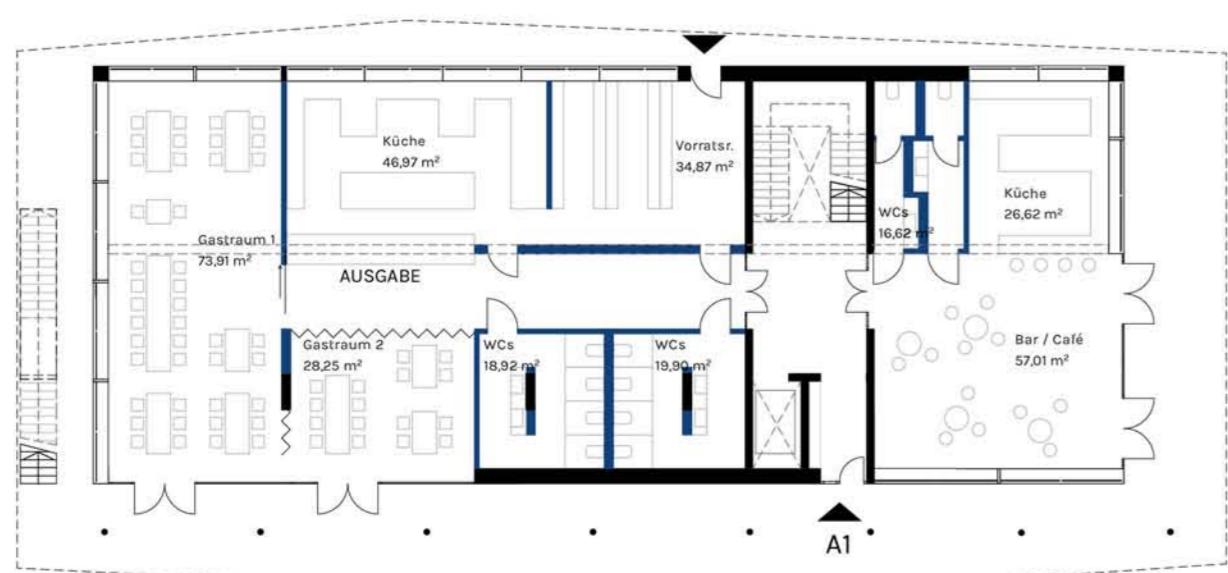 Küche
46,97 m²
Vorratsr.
34,87 m²
Küche
26,62 m²
WCs
16,62 m²
Gastraum 1
73,91 m²
AUSGABE
Gastraum 2
28,25 m²
WCs
18,92 m²
WCs
19,90 m²
Bar / Café
57,01 m²
A1